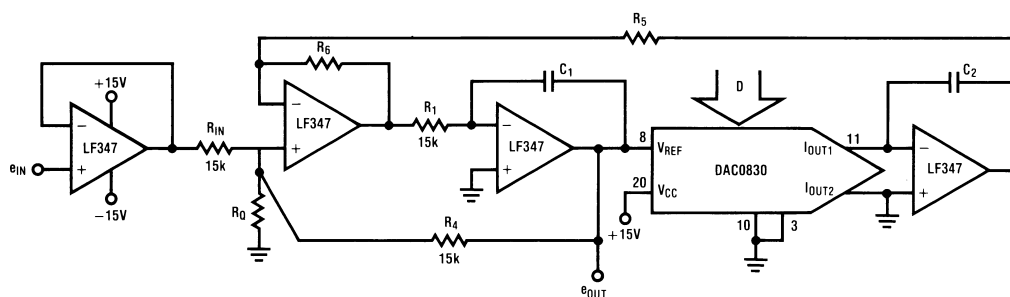 R5
R6
C1
C2
+15V
D
RIN
R1
8
11
−
LF347
−
LF347
−
LF347
VREF
IOUT1
−
LF347
15k
15k
DAC0830
eIN
+
+
+
20
VCC
IOUT2
+
−15V
RQ
R4
+15V
10
3
15k
eOUT